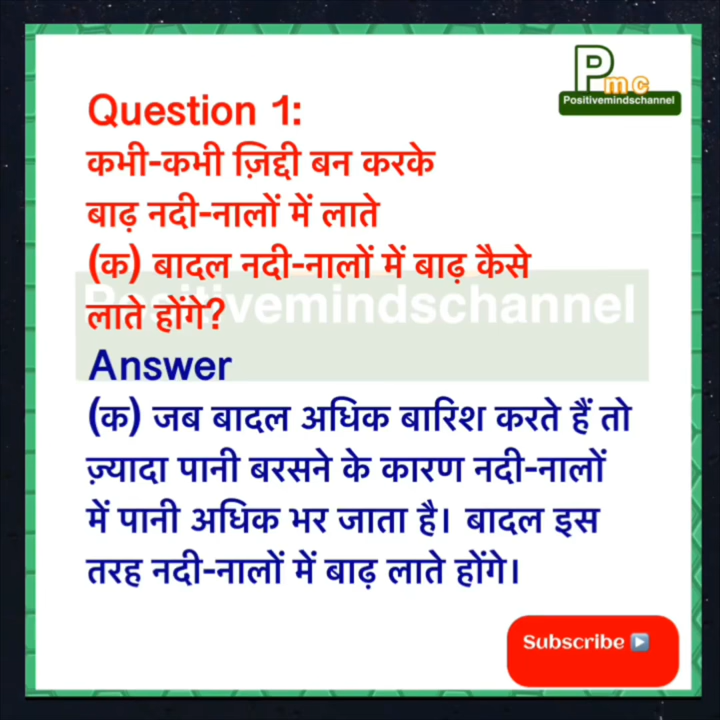 Pmc
Positivemindschannel
Question 1:
कभी-कभी ज़िद्दी बन करके
बाढ़ नदी-नालों में लाते
(क) बादल नदी-नालों में बाढ़ कैसे
लाते होंगे?
Positivemindschannel
Answer
(क) जब बादल अधिक बारिश करते हैं तो
ज़्यादा पानी बरसने के कारण नदी-नालों
में पानी अधिक भर जाता है। बादल इस
तरह नदी-नालों में बाढ़ लाते होंगे।
Subscribe